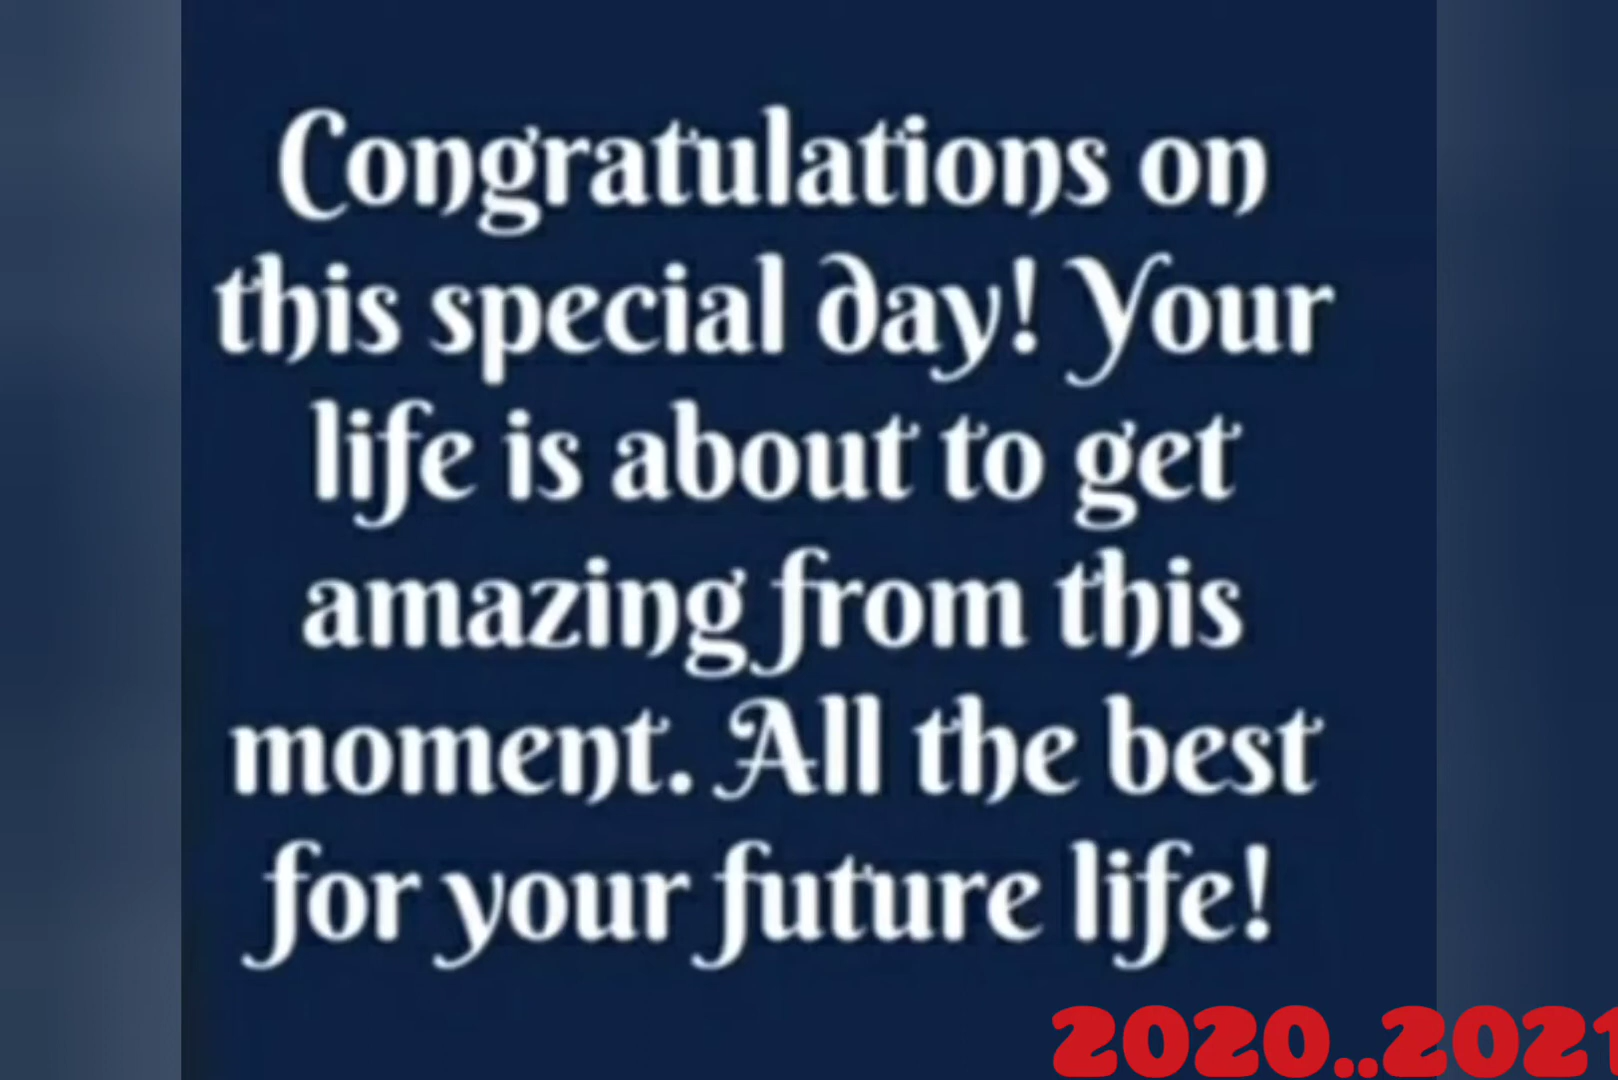 Congratulations on
this special day! Your
life is about to get
amazing from this
moment. All the best
for your future life!
2020..2021